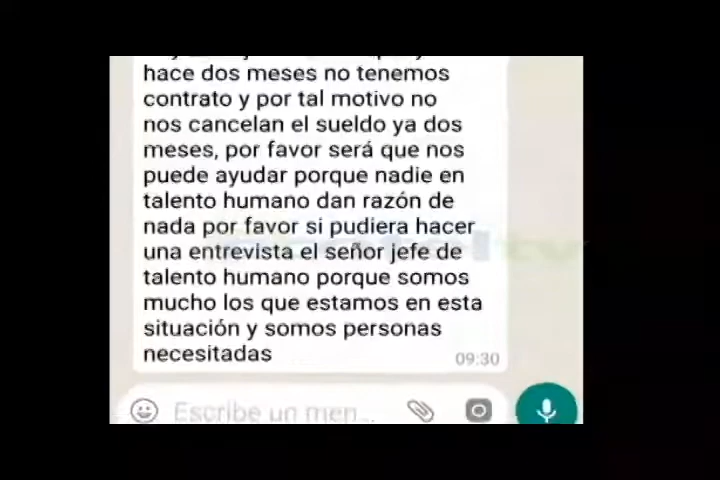 hace dos meses no tenemos
contrato y por tal motivo no
nos cancelan el sueldo ya dos
meses, por favor será que nos
puede ayudar porque nadie en
talento humano dan razón de
nada por favor si pudiera hacer
una entrevista el señor jefe de
talento humano porque somos
mucho los que estamos en esta
situación y somos personas
necesitadas
09:30
Escribe un men...